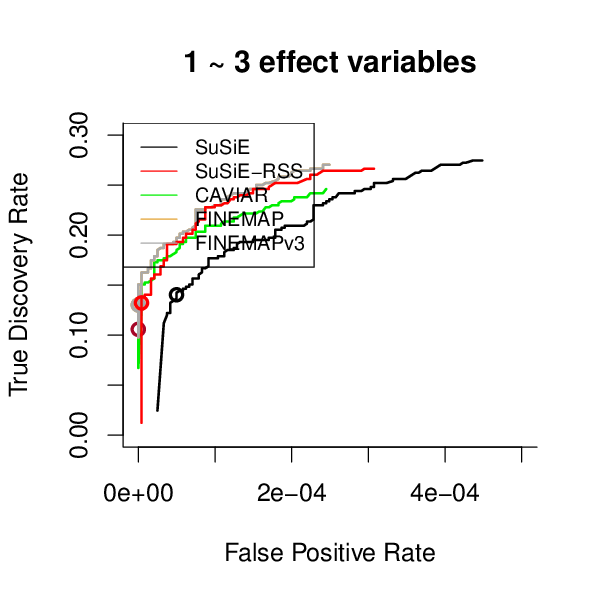 1 ~ 3 effect variables
True Discovery Rate
0.30
0.20
0.10
0.00
SuSiE
SuSiE−RSS
CAVIAR
FINEMAP
FINEMAPv3
0e+00 2e−04 4e−04
False Positive Rate